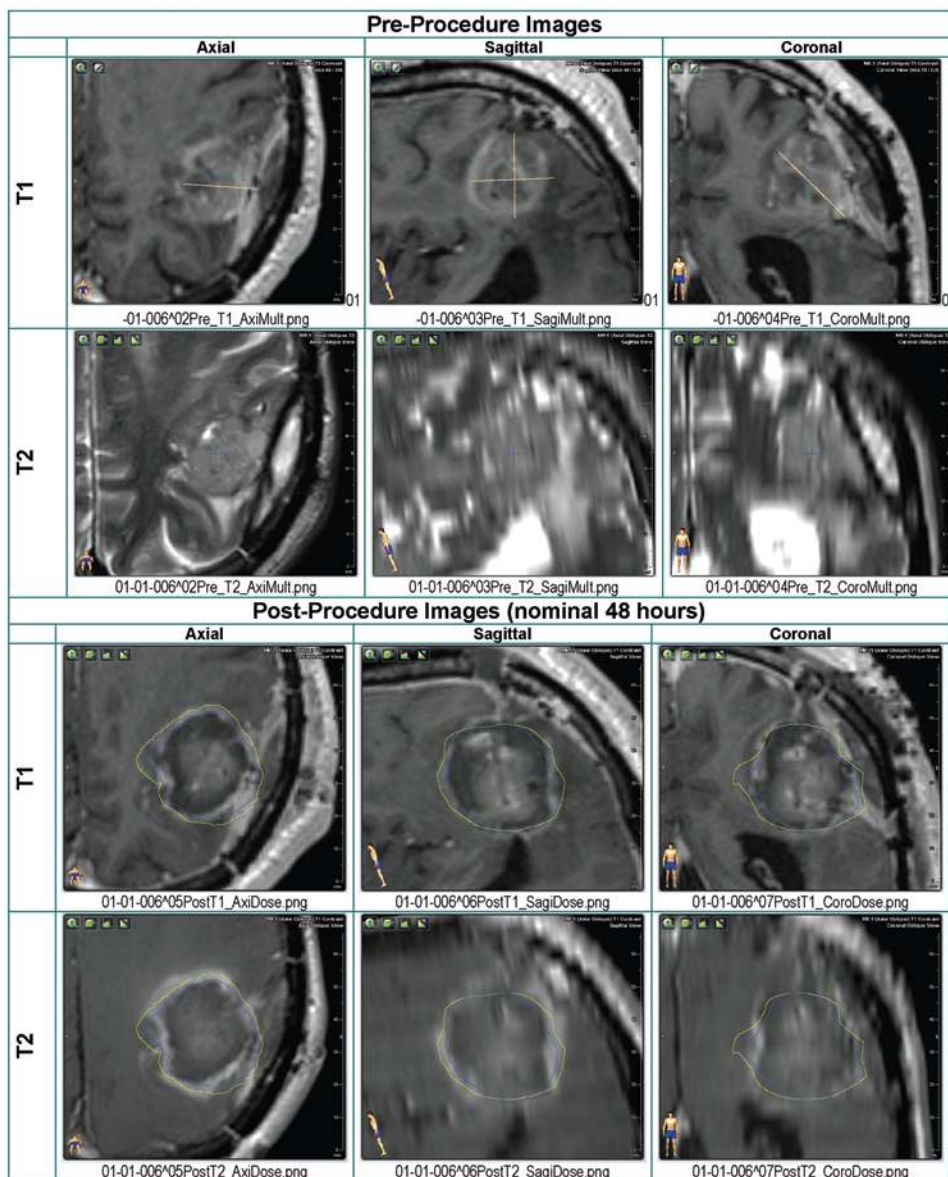 Pre-Procedure Images
Axial Sagittal Coronal
T1
01 01 0
-01-006^02Pre_T1_AxiMult.png -01-006^03Pre_T1_SagiMult.png -01-006^04Pre_T1_CoroMult.png
T2
01-01-006^02Pre_T2_AxiMult.png 01-01-006^03Pre_T2_SagiMult.png 01-01-006^04Pre_T2_CoroMult.png
Post-Procedure Images (nominal 48 hours)
Axial Sagittal Coronal
T1
01-01-006^05PostT1_AxiDose.png 01-01-006^06PostT1_SagiDose.png 01-01-006^07PostT1_CoroDose.png
T2
01-01-006^05PostT2_AxiDose.png 01-01-006^06PostT2_SagiDose.png 01-01-006^07PostT2_CoroDose.png